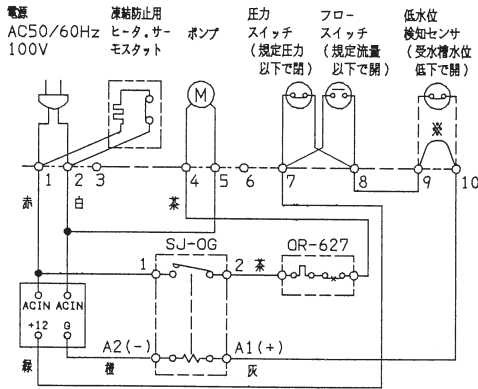 電源
AC50/60Hz
100V
凍結防止用
ヒータ.サー
モスタット
ポンプ
圧力
スイッチ
(規定圧力
以下で閉)
フロー
スイッチ
(規定流量
以下で開)
低水位
検知センサ
(受水槽水位
低下で開)
M
※
1 2 3 4 5 6 7 8 9 10
赤
白
茶
SJ-OG
OR-627
1
2
茶
ACIN ACIN
+12 G
A2(-)
A1(+)
緑
橙
灰